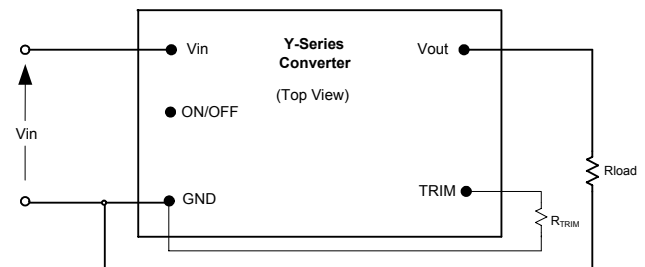 Y-Series
Converter
(Top View)
Vin
Vout
ON/OFF
Vin
GND
TRIM
Rload
RTRIM